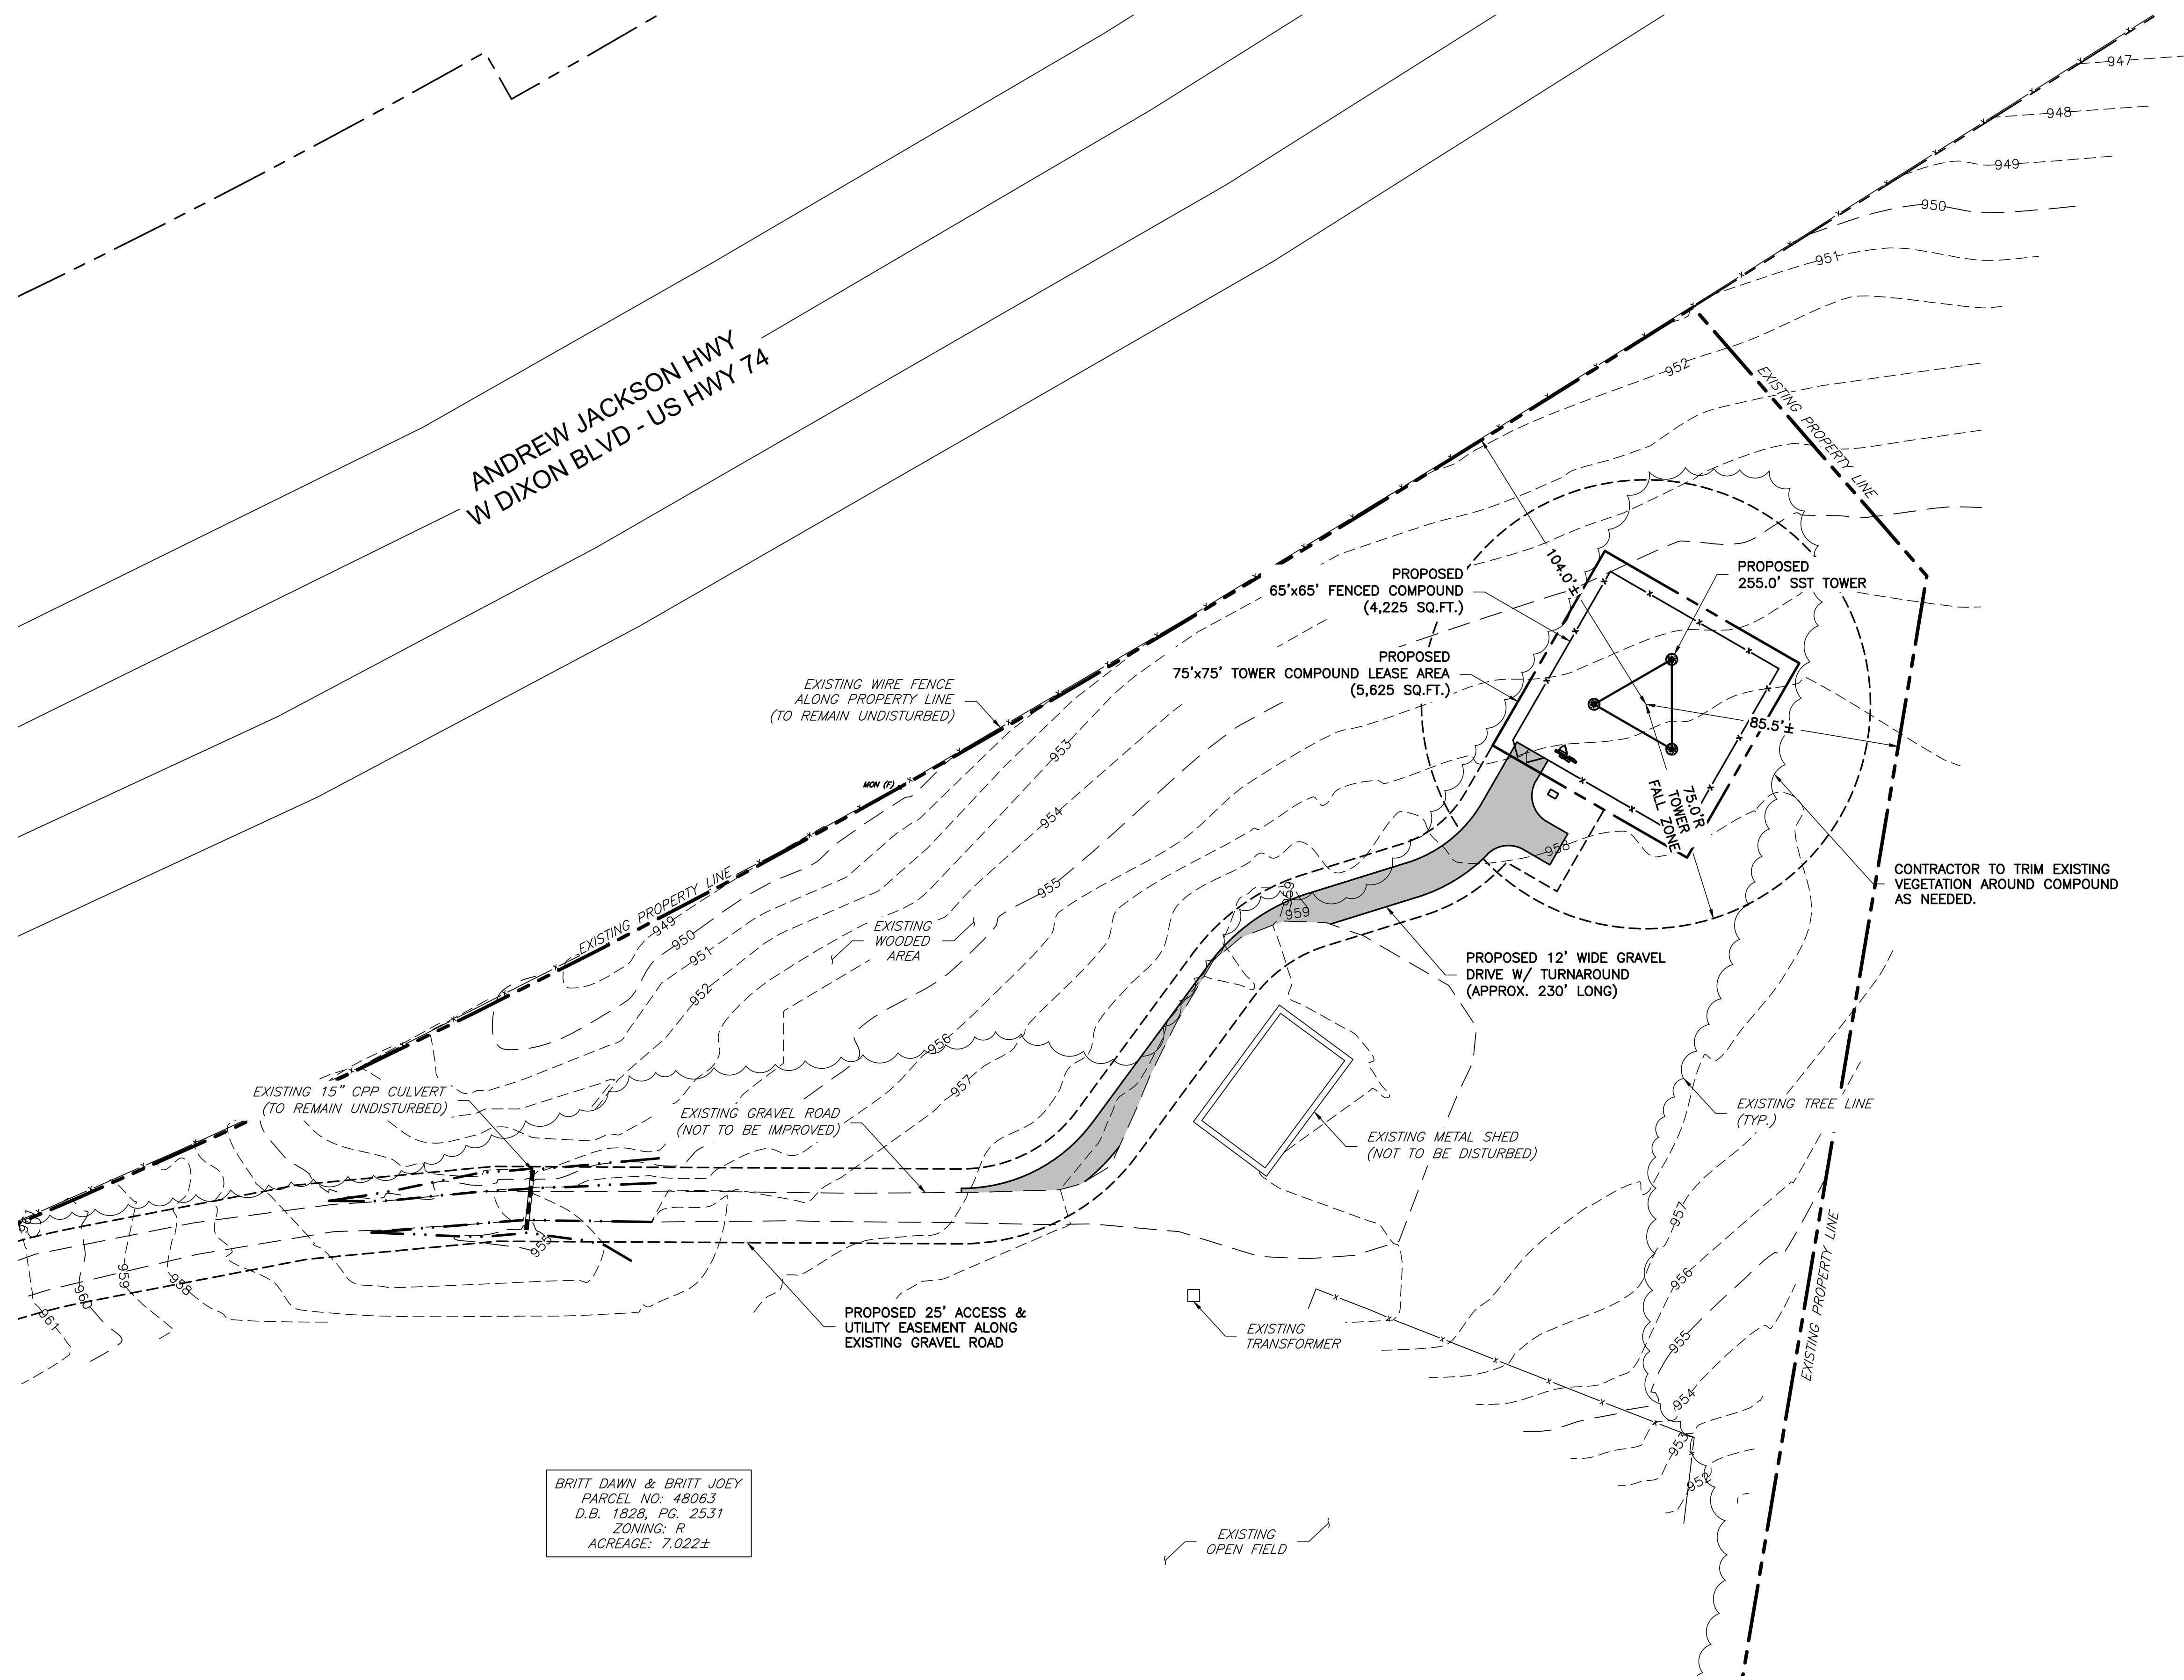 947
948
949
950
951
952
EXISTING PROPERTY LINE
ANDREW JACKSON HWY
W DIXON BLVD - US HWY 74
104.0'±
PROPOSED
65'x65' FENCED COMPOUND
(4,225 SQ.FT.)
PROPOSED
255.0' SST TOWER
PROPOSED
75'x75' TOWER COMPOUND LEASE AREA
(5,625 SQ.FT.)
85.5'±
EXISTING WIRE FENCE
ALONG PROPERTY LINE
(TO REMAIN UNDISTURBED)
MON (F)
75.0'R
TOWER
FALL ZONE
953
954
955
958
959
959
CONTRACTOR TO TRIM EXISTING
VEGETATION AROUND COMPOUND
AS NEEDED.
EXISTING PROPERTY LINE
949
950
951
952
EXISTING
WOODED
AREA
PROPOSED 12' WIDE GRAVEL
DRIVE W/ TURNAROUND
(APPROX. 230' LONG)
956
957
EXISTING 15" CPP CULVERT
(TO REMAIN UNDISTURBED)
EXISTING GRAVEL ROAD
(NOT TO BE IMPROVED)
EXISTING METAL SHED
(NOT TO BE DISTURBED)
EXISTING TREE LINE
(TYP.)
955
958
959
960
961
PROPOSED 25' ACCESS &
UTILITY EASEMENT ALONG
EXISTING GRAVEL ROAD
EXISTING
TRANSFORMER
957
956
955
954
953
952
EXISTING PROPERTY LINE
BRITT DAWN & BRITT JOEY
PARCEL NO: 48063
D.B. 1828, PG. 2531
ZONING: R
ACREAGE: 7.022±
EXISTING
OPEN FIELD